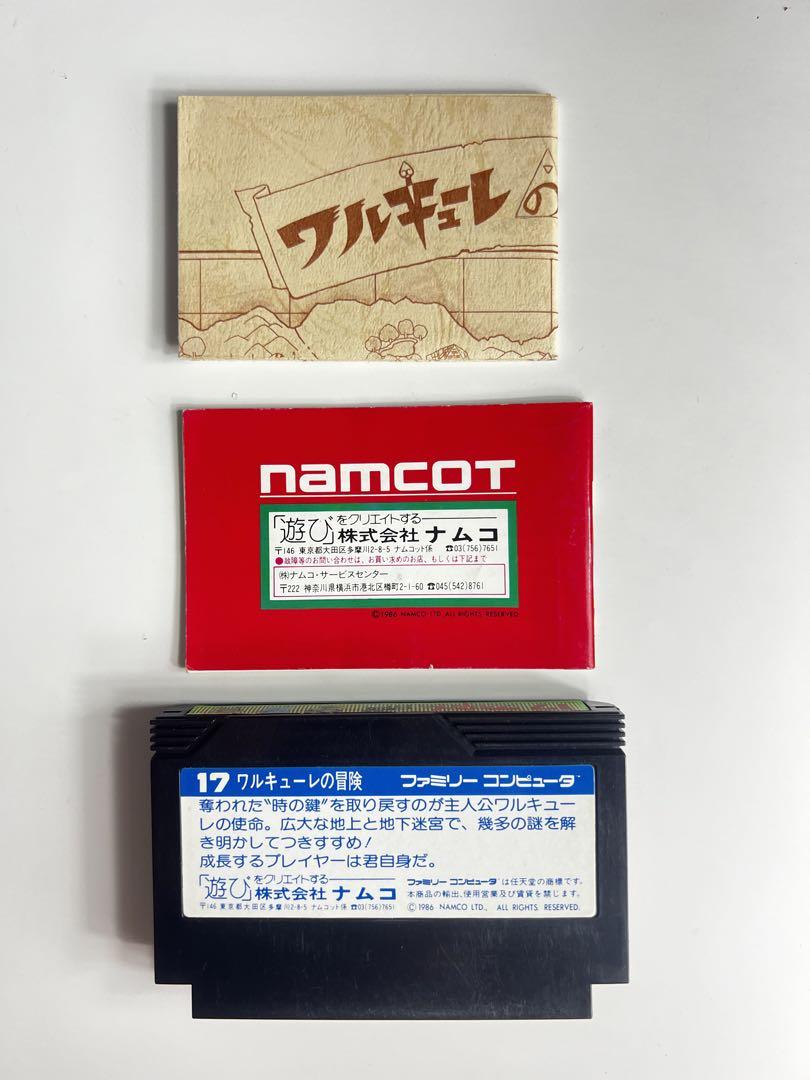 ワルキューレの
namcot
「遊び」をクリエイトする
株式会社 ナムコ
〒146 東京都大田区多摩川2-8-5 ナムコット係 ☎03(756)7651
●故障等のお問い合わせは、お買い求めのお店、もしくは下記まで
㈱ナムコ・サービスセンター
〒222 神奈川県横浜市港北区樽町2-1-60 ☎045(542)8761
©1986 NAMCO LTD. ALL RIGHTS RESERVED
17 ワルキューレの冒険 ファミリー コンピュータ™
奪われた“時の鍵”を取り戻すのが主人公ワルキュー
レの使命。広大な地上と地下迷宮で、幾多の謎を解
き明かしてつきすすめ!
成長するプレイヤーは君自身だ。
「遊び」をクリエイトする
株式会社 ナムコ
〒146 東京都大田区多摩川2-8-5 ナムコット係 ☎03(756)7651
ファミリー コンピュータ™は任天堂の商標です。
本商品の輸出、使用営業及び賃貸を禁じます。
© 1986 NAMCO LTD., ALL RIGHTS RESERVED.